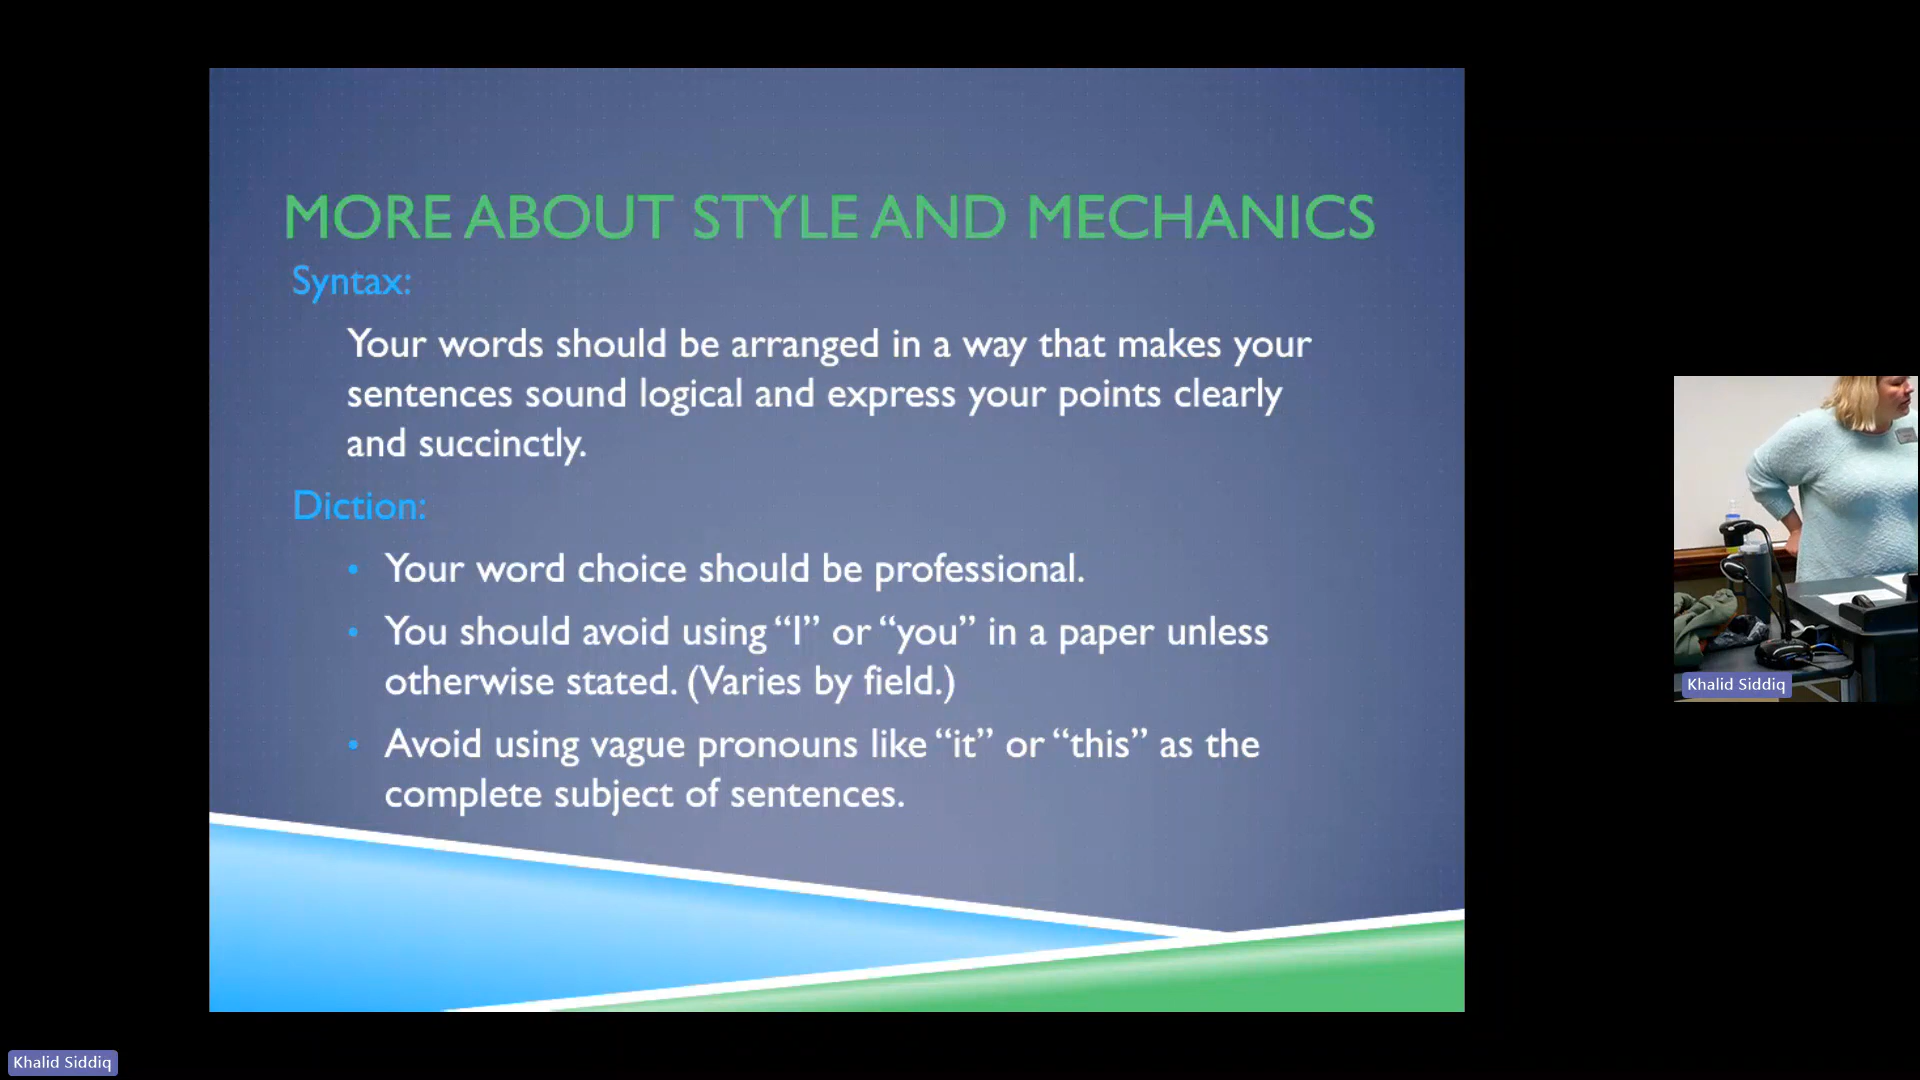 MORE ABOUT STYLE AND MECHANICS
Syntax:
Your words should be arranged in a way that makes your
sentences sound logical and express your points clearly
and succinctly.
Diction:
• Your word choice should be professional.
• You should avoid using “I” or “you” in a paper unless
otherwise stated. (Varies by field.)
• Avoid using vague pronouns like “it” or “this” as the
complete subject of sentences.
Khalid Siddiq
Khalid Siddiq